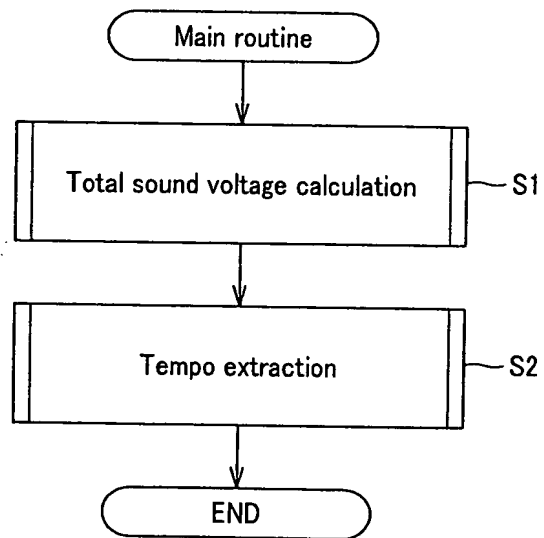 Main routine
Total sound voltage calculation
S1
Tempo extraction
S2
END